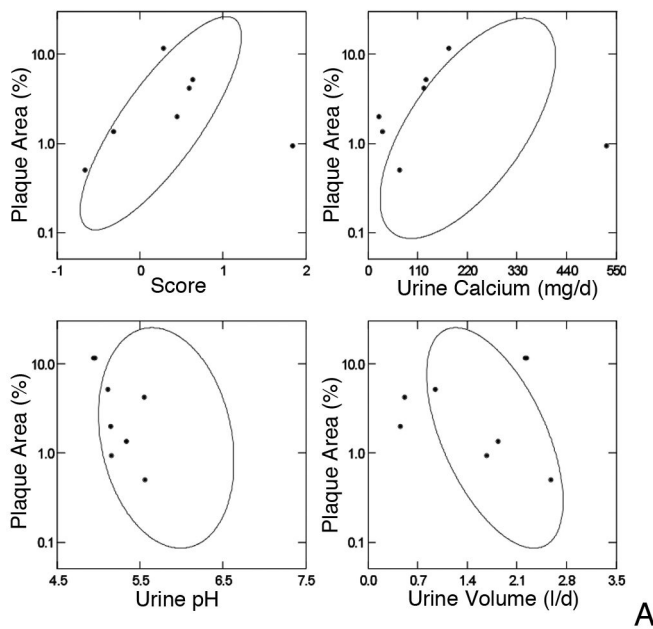 Plaque Area (%)
10.0
1.0
0.1
-1 0 1 2
Score
Plaque Area (%)
10.0
1.0
0.1
0 110 220 330 440 550
Urine Calcium (mg/d)
Plaque Area (%)
10.0
1.0
0.1
4.5 5.5 6.5 7.5
Urine pH
Plaque Area (%)
10.0
1.0
0.1
0.0 0.7 1.4 2.1 2.8 3.5
Urine Volume (l/d)
A